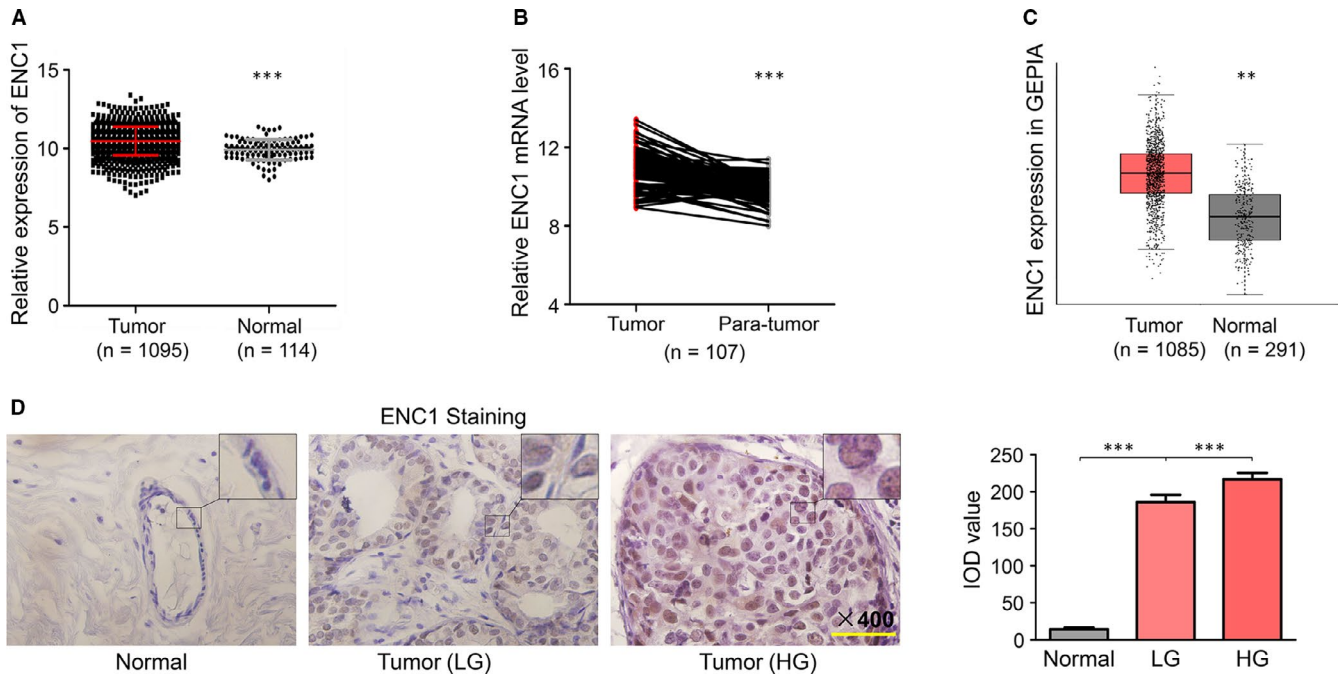 A
Relative expression of ENC1
15
10
5
0
***
Tumor
(n = 1095)
Normal
(n = 114)
B
Relative ENC1 mRNA level
16
12
8
4
***
Tumor
Para-tumor
(n = 107)
C
ENC1 expression in GEPIA
**
Tumor
(n = 1085)
Normal
(n = 291)
D
ENC1 Staining
×400
Normal
Tumor (LG)
Tumor (HG)
IOD value
250
200
150
100
50
0
***
***
Normal
LG
HG